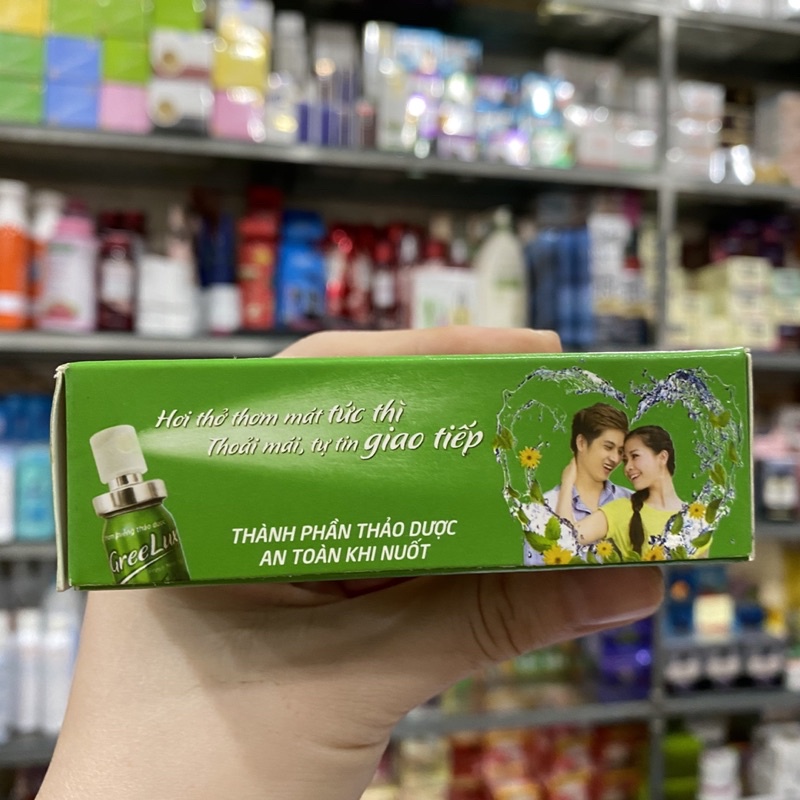 Hơi thở thơm mát tức thì
Thoải mái, tự tin giao tiếp
THÀNH PHẦN THẢO DƯỢC
AN TOÀN KHI NUỐT
GreeLux